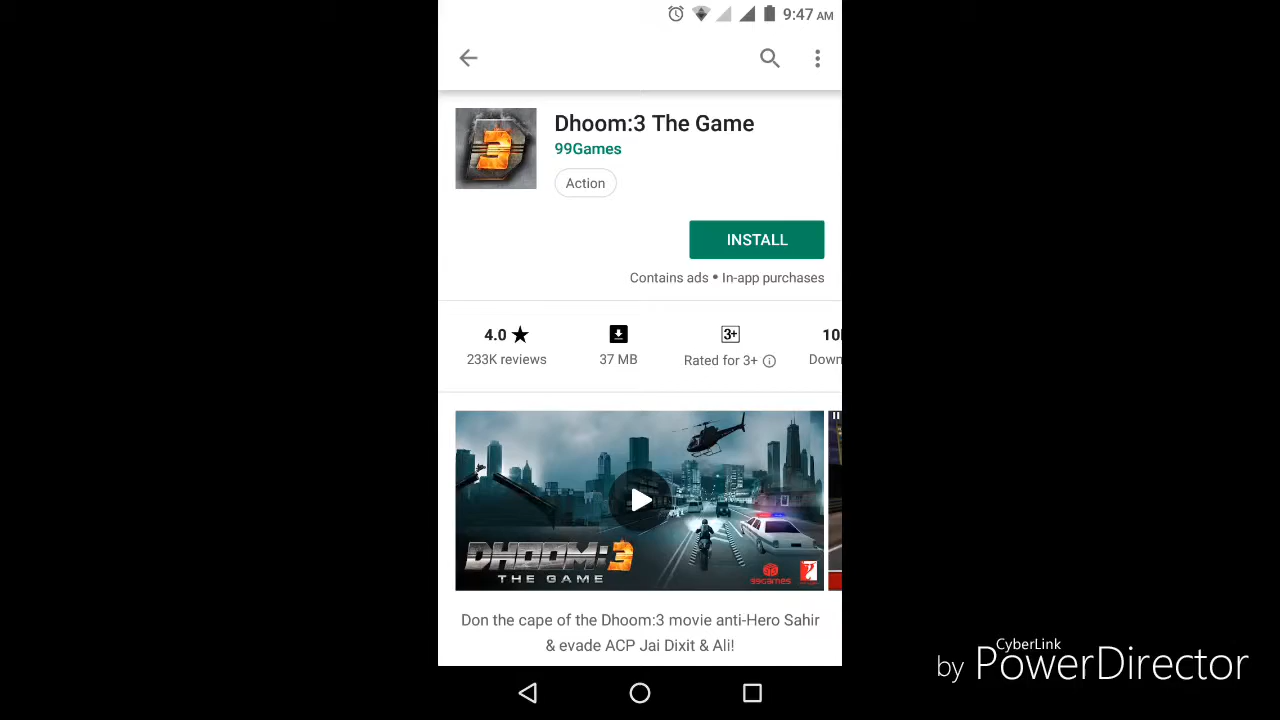 9:47 AM
Dhoom:3 The Game
99Games
Action
INSTALL
Contains ads • In-app purchases
4.0 ★
3+
233K reviews
37 MB
Rated for 3+
DHOOM:3
THE GAME
99GAMES
Don the cape of the Dhoom:3 movie anti-Hero Sahir
& evade ACP Jai Dixit & Ali!
CyberLink
by PowerDirector